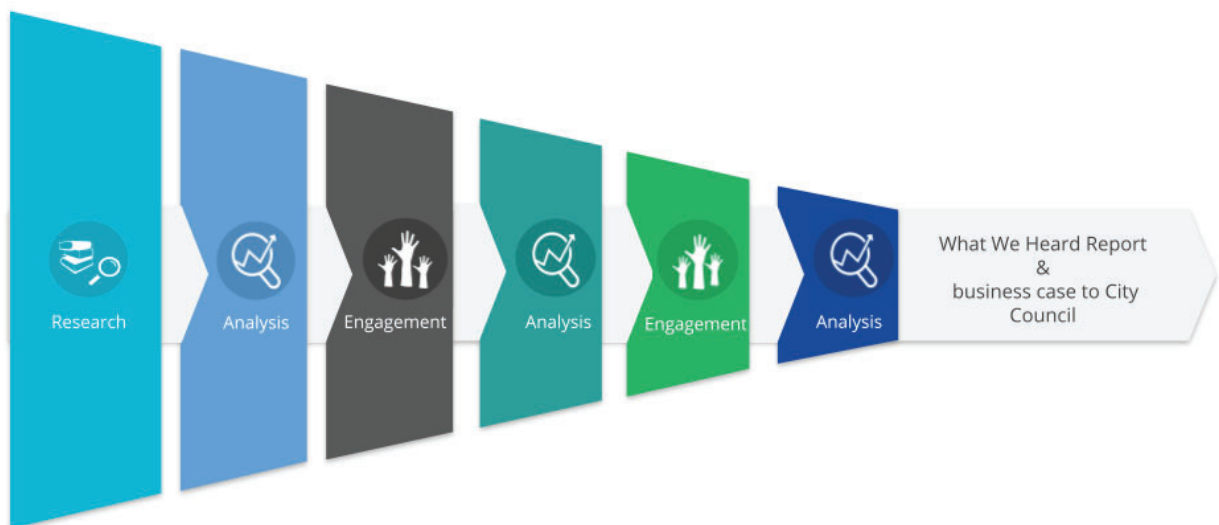 Research
Analysis
Engagement
Analysis
Engagement
Analysis
What We Heard Report
&
business case to City
Council